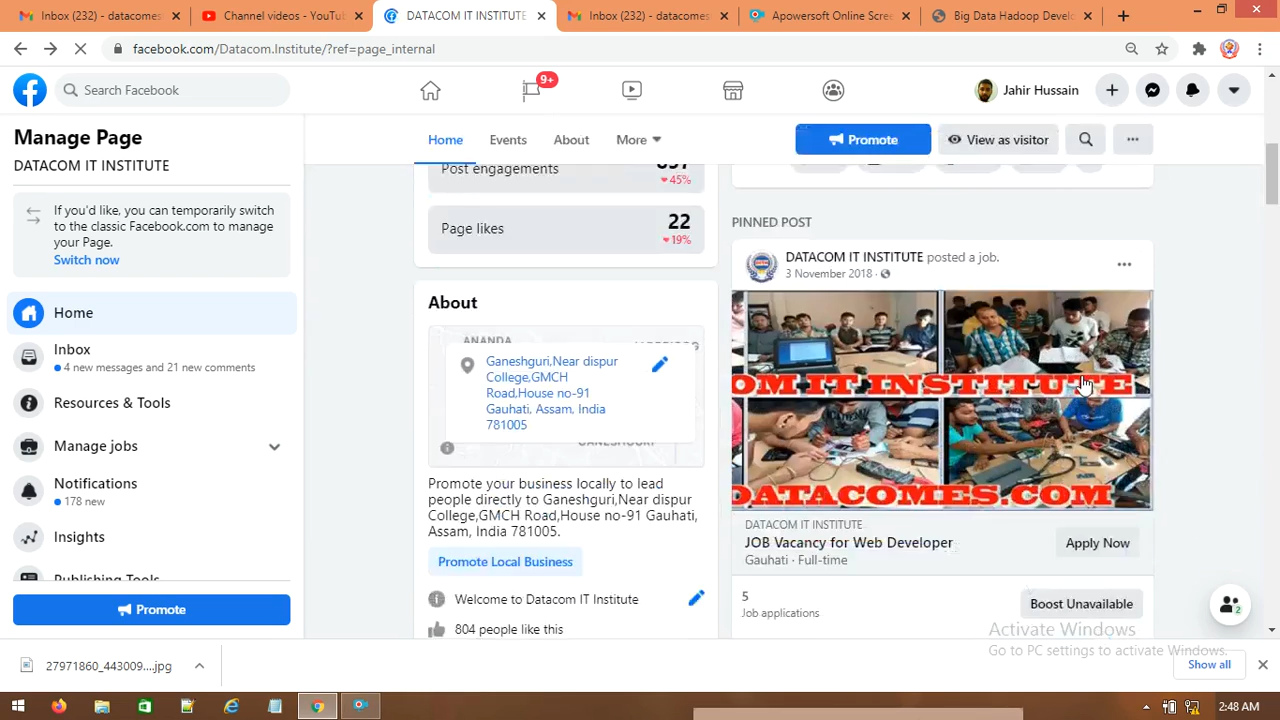 Inbox (232) - datacomes
Channel videos - YouTu
DATACOM IT INSTITUTE
Inbox (232) - datacomes
Apowersoft Online Scre
Big Data Hadoop Develo
facebook.com/Datacom.Institute/?ref=page_internal
Search Facebook
9+
Jahir Hussain
Manage Page
DATACOM IT INSTITUTE
If you'd like, you can temporarily switch
to the classic Facebook.com to manage
your Page.
Switch now
Home
Inbox
4 new messages and 21 new comments
Resources & Tools
Manage jobs
Notifications
178 new
Insights
Publishing Tools
Promote
Home
Events
About
More
Promote
View as visitor
Post engagements
45%
Page likes
22
19%
About
Ganeshguri,Near dispur
College,GMCH
Road,House no-91
Gauhati, Assam, India
781005
Promote your business locally to lead
people directly to Ganeshguri,Near dispur
College,GMCH Road,House no-91 Gauhati,
Assam, India 781005.
Promote Local Business
Welcome to Datacom IT Institute
804 people like this
PINNED POST
DATACOM IT INSTITUTE posted a job.
3 November 2018
OM IT INSTITUTE
DATACOMES.COM
DATACOM IT INSTITUTE
JOB Vacancy for Web Developer
Gauhati · Full-time
Apply Now
5
Job applications
Boost Unavailable
2
Activate Windows
Go to PC settings to activate Windows.
27971860_443009....jpg
Show all
2:48 AM